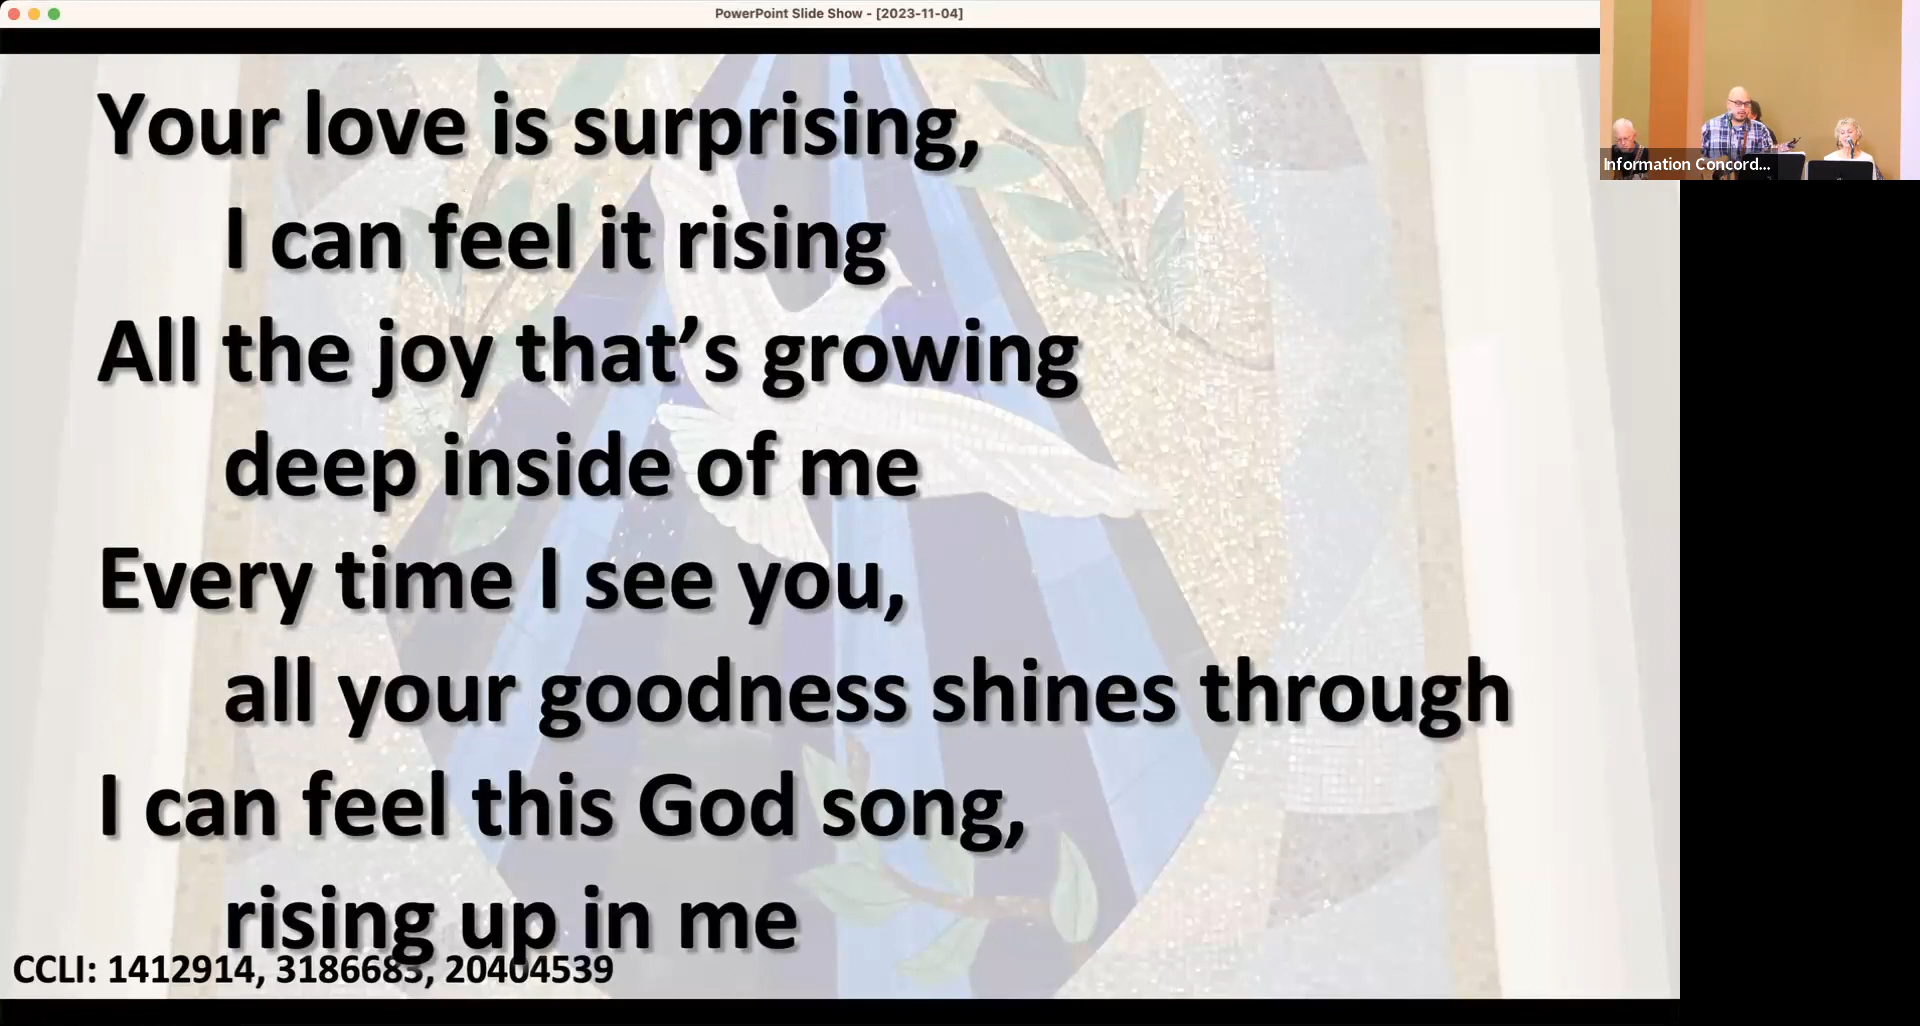 PowerPoint Slide Show - [2023-11-04]
Information Concord...
Your love is surprising,
I can feel it rising
All the joy that’s growing
deep inside of me
Every time I see you,
all your goodness shines through
I can feel this God song,
rising up in me
CCLI: 1412914, 3186683, 20404539